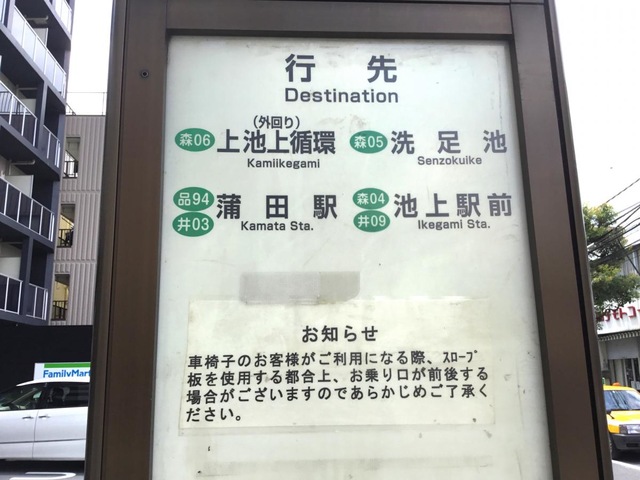 行先
Destination
(外回り)
森06 上池上循環 森05 洗足池
Kamiikegami Senzokuike
品94 井03 蒲田駅 森04 井09 池上駅前
Kamata Sta. Ikegami Sta.
お知らせ
車椅子のお客様がご利用になる際、ｽﾛｰﾌﾟ
板を使用する都合上、お乗り口が前後する
場合がございますのであらかじめご了承く
ださい。
FamilyMart